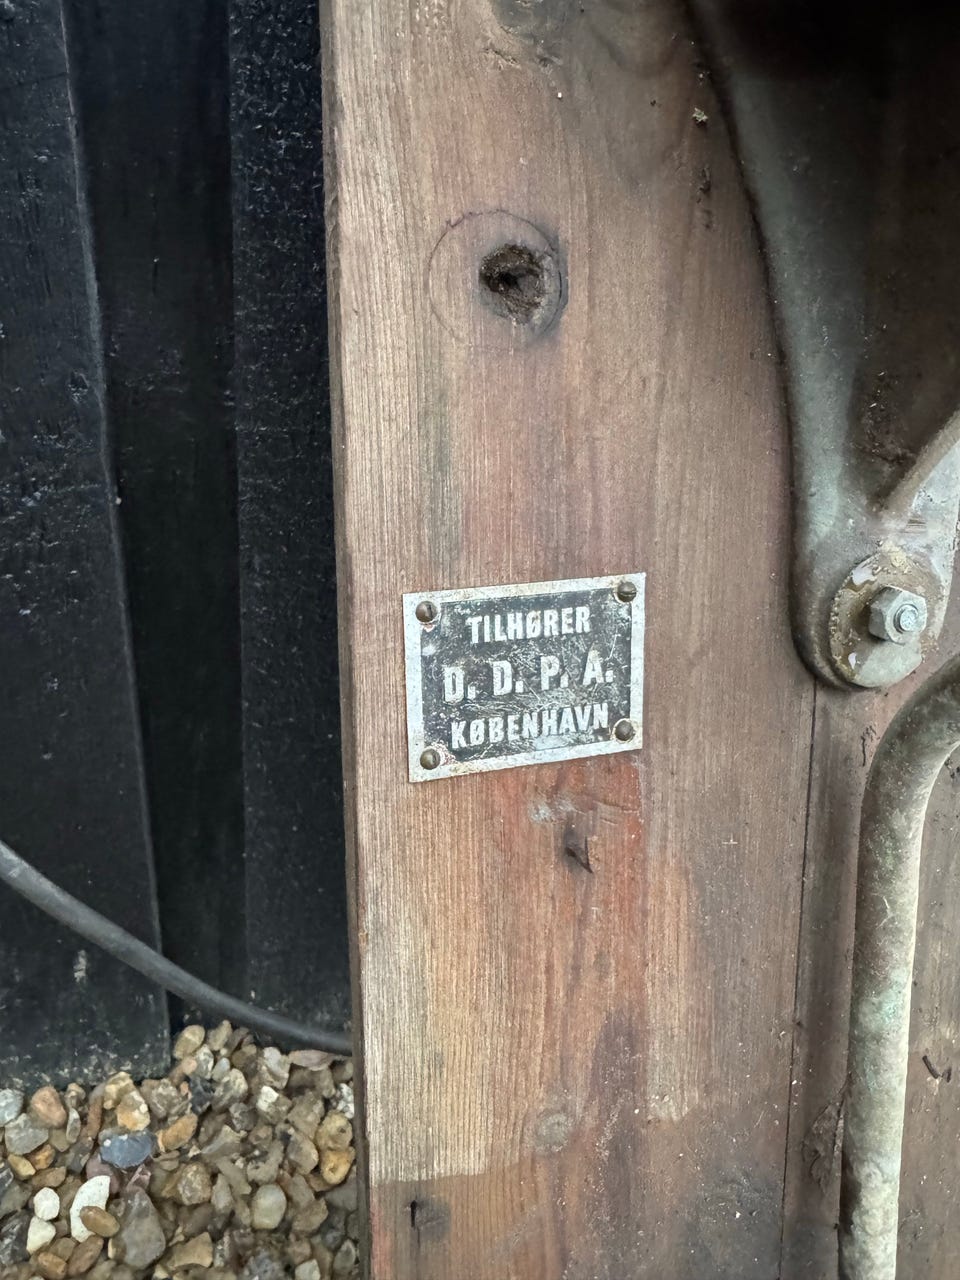 TILHØRER
D. D. P. A.
KØBENHAVN